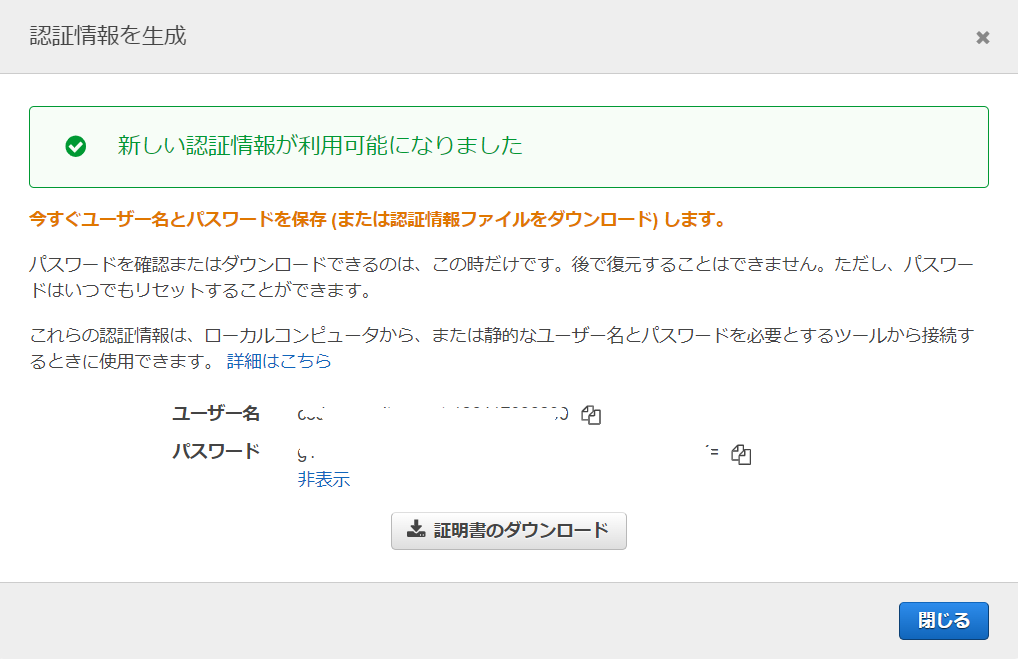 認証情報を生成
新しい認証情報が利用可能になりました
今すぐユーザー名とパスワードを保存 (または認証情報ファイルをダウンロード) します。
パスワードを確認またはダウンロードできるのは、この時だけです。後で復元することはできません。ただし、パスワー
ドはいつでもリセットすることができます。
これらの認証情報は、ローカルコンピュータから、または静的なユーザー名とパスワードを必要とするツールから接続す
るときに使用できます。 詳細はこちら
ユーザー名
パスワード
非表示
証明書のダウンロード
閉じる